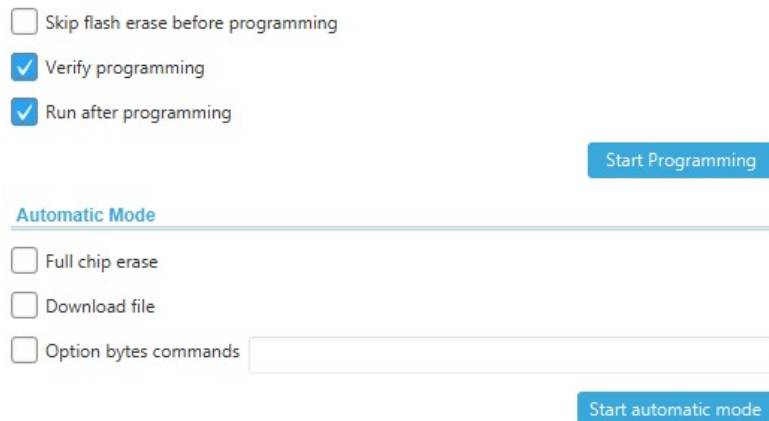 Skip flash erase before programming
Verify programming
Run after programming
Start Programming
Automatic Mode
Full chip erase
Download file
Option bytes commands
Start automatic mode